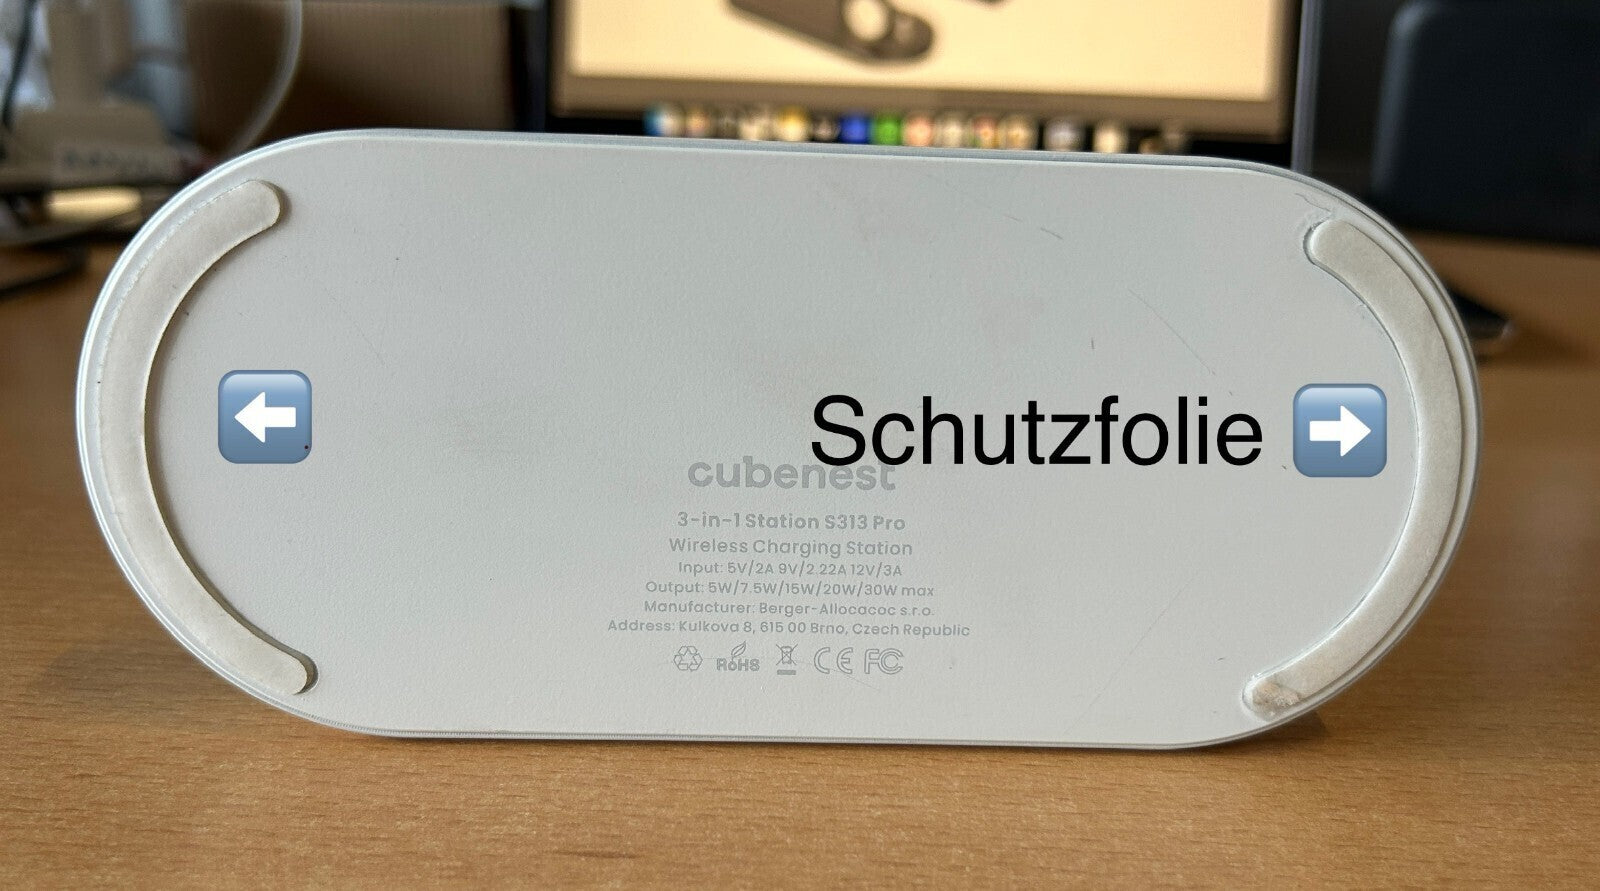 Schutzfolie
cubenest
3-in-1 Station S313 Pro
Wireless Charging Station
Input: 5V/2A 9V/2.22A 12V/3A
Output: 5W/7.5W/15W/20W/30W max
Manufacturer: Berger-Allocacoc s.r.o.
Address: Kulkova 8, 615 00 Brno, Czech Republic
RoHS CE FC